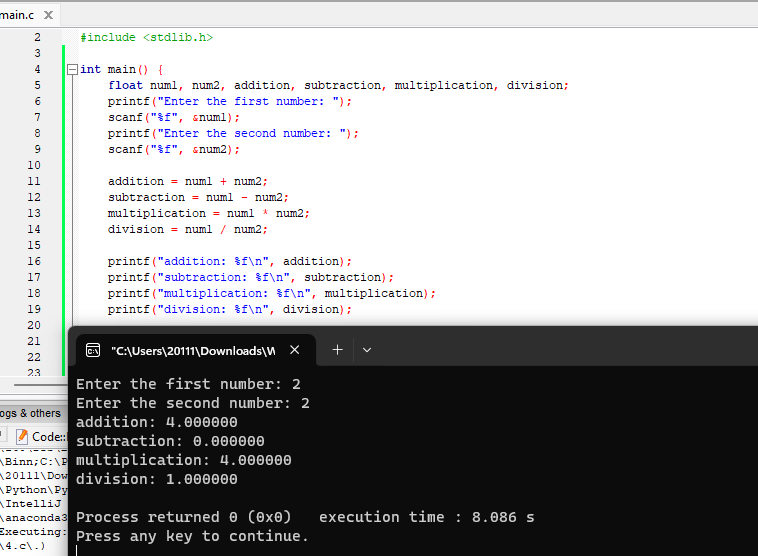 main.c X
2 #include <stdlib.h>
3
4 int main() {
5 float num1, num2, addition, subtraction, multiplication, division;
6 printf("Enter the first number: ");
7 scanf("%f", &num1);
8 printf("Enter the second number: ");
9 scanf("%f", &num2);
10
11 addition = num1 + num2;
12 subtraction = num1 - num2;
13 multiplication = num1 * num2;
14 division = num1 / num2;
15
16 printf("addition: %f\n", addition);
17 printf("subtraction: %f\n", subtraction);
18 printf("multiplication: %f\n", multiplication);
19 printf("division: %f\n", division);
20
21
22
23
"C:\Users\20111\Downloads\W
Enter the first number: 2
Enter the second number: 2
addition: 4.000000
subtraction: 0.000000
multiplication: 4.000000
division: 1.000000
Process returned 0 (0x0) execution time : 8.086 s
Press any key to continue.
ogs & others
Code::
\Binn;C:\P
\20111\Dow
\Python\Py
\IntelliJ
\anaconda3
Executing:
\4.c\.)